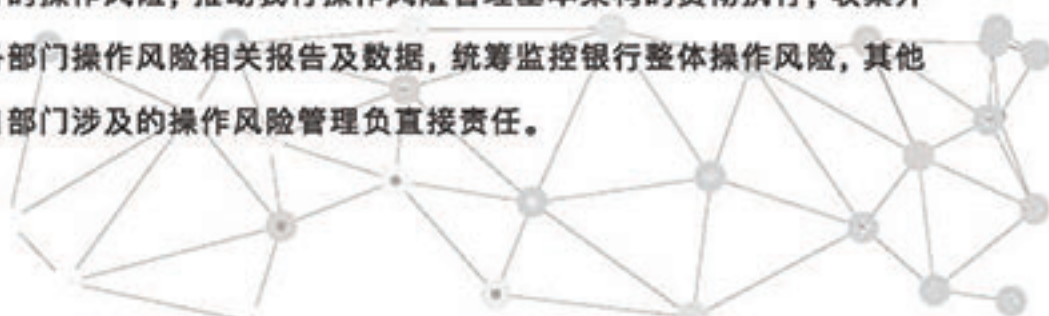 的操作风险，推动我行操作风险管理基本架构的贯彻执行，收集并
部门操作风险相关报告及数据，统筹监控银行整体操作风险，其他
部门涉及的操作风险管理负直接责任。